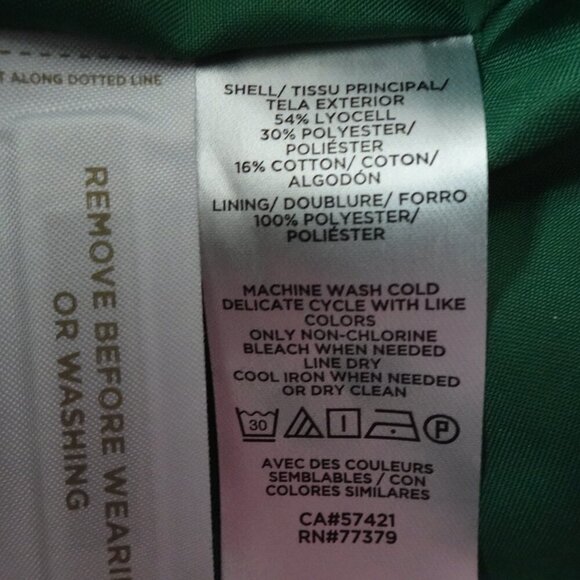 T ALONG DOTTED LINE
REMOVE BEFORE WEARI
OR WASHING
SHELL/ TISSU PRINCIPAL/
TELA EXTERIOR
54% LYOCELL
30% POLYESTER/
POLIÉSTER
16% COTTON/ COTON/
ALGODÓN
LINING/ DOUBLURE/ FORRO
100% POLYESTER/
POLIÉSTER
MACHINE WASH COLD
DELICATE CYCLE WITH LIKE
COLORS
ONLY NON-CHLORINE
BLEACH WHEN NEEDED
LINE DRY
COOL IRON WHEN NEEDED
OR DRY CLEAN
30 P
AVEC DES COULEURS
SEMBLABLES / CON
COLORES SIMILARES
CA#57421
RN#77379